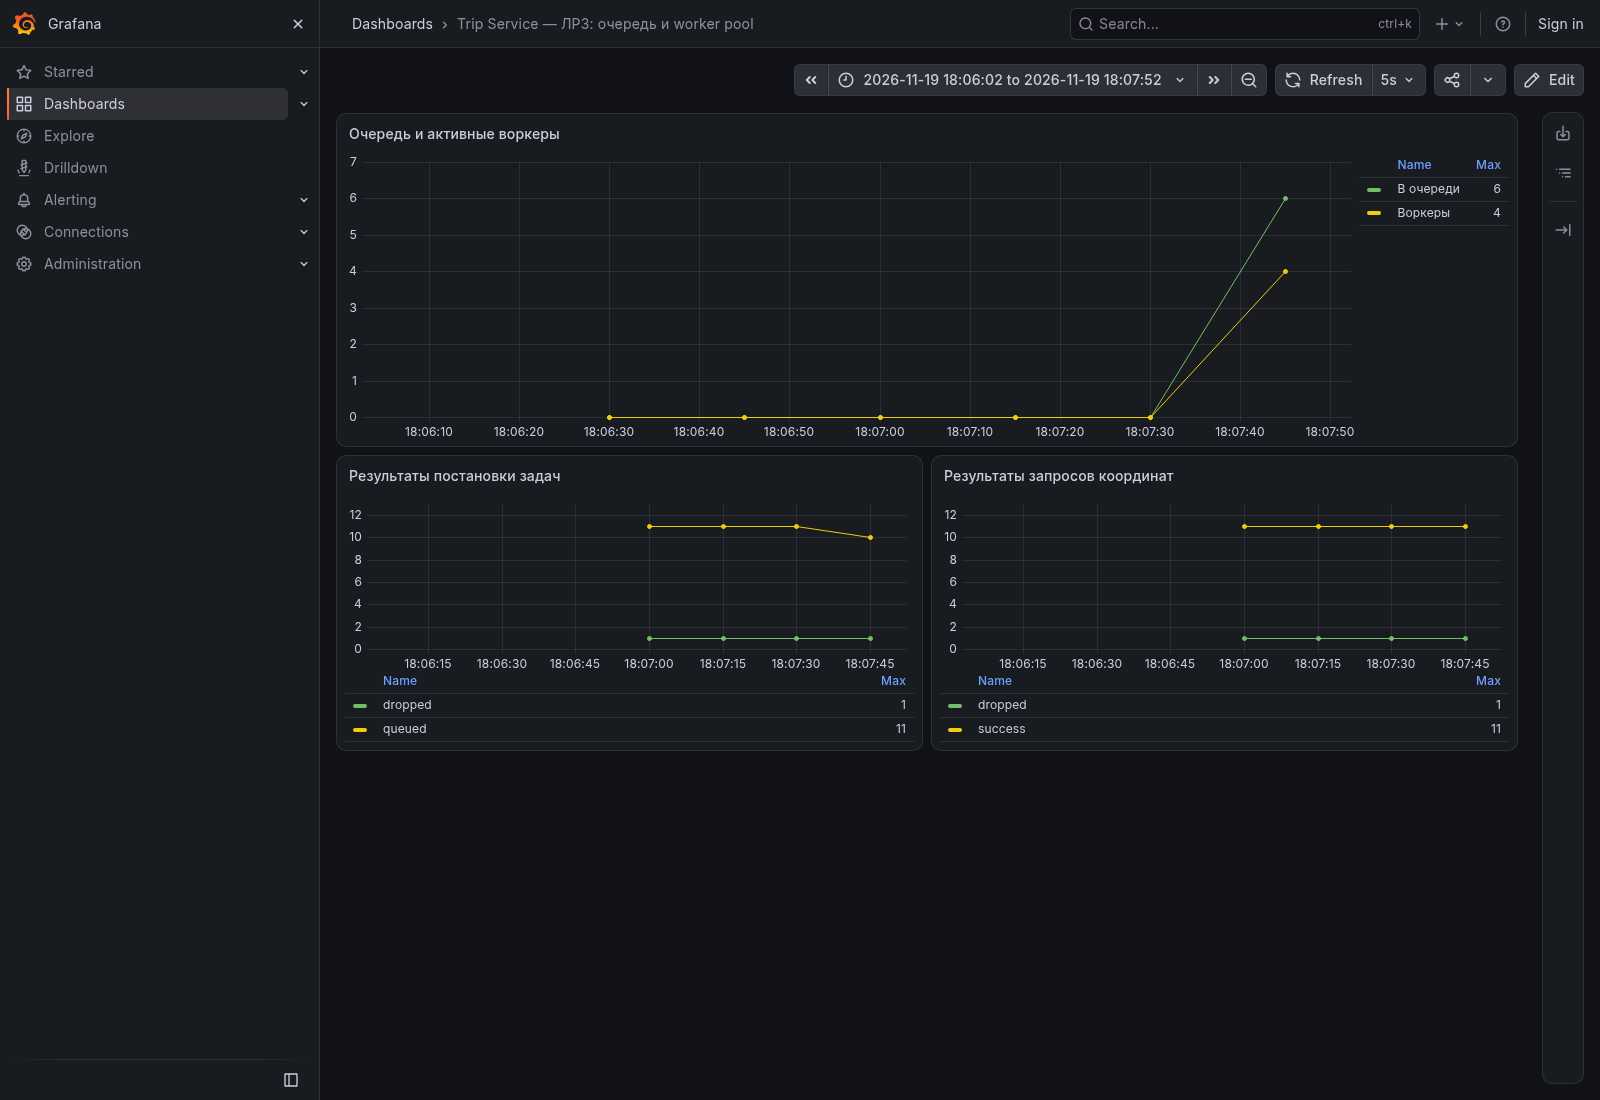 Grafana
Dashboards › Trip Service — ЛР3: очередь и worker pool
Search... ctrl+k
Sign in
Starred
Dashboards
Explore
Drilldown
Alerting
Connections
Administration
2026-11-19 18:06:02 to 2026-11-19 18:07:52
Refresh 5s
Edit
Очередь и активные воркеры
7
6
5
4
3
2
1
0
18:06:10 18:06:20 18:06:30 18:06:40 18:06:50 18:07:00 18:07:10 18:07:20 18:07:30 18:07:40 18:07:50
Name Max
В очереди 6
Воркеры 4
Результаты постановки задач
12
10
8
6
4
2
0
18:06:15 18:06:30 18:06:45 18:07:00 18:07:15 18:07:30 18:07:45
Name Max
dropped 1
queued 11
Результаты запросов координат
12
10
8
6
4
2
0
18:06:15 18:06:30 18:06:45 18:07:00 18:07:15 18:07:30 18:07:45
Name Max
dropped 1
success 11